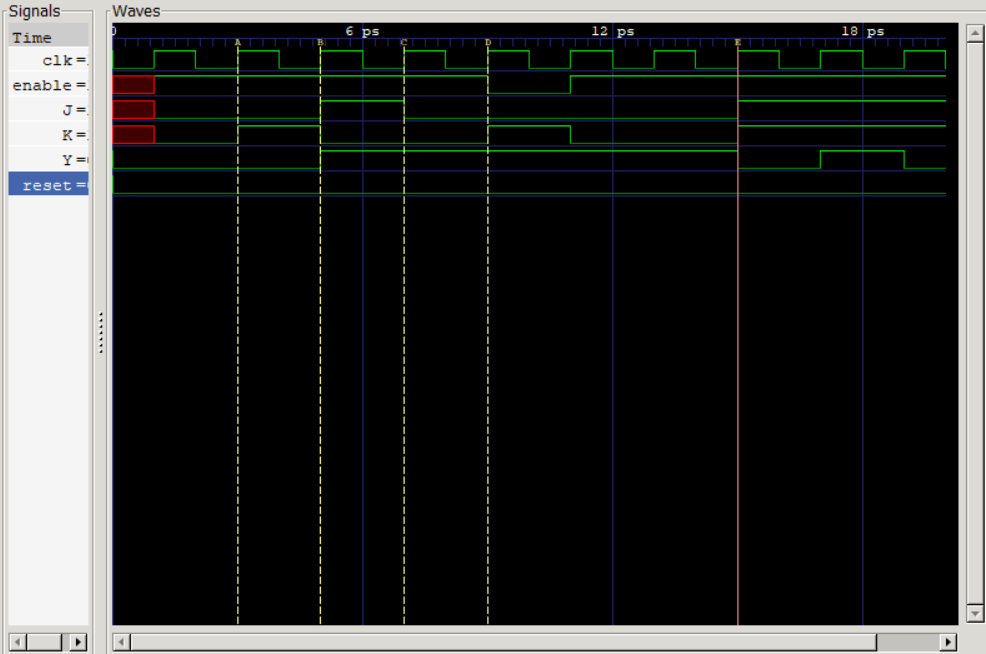 Signals
Waves
Time
0 6 ps 12 ps 18 ps
A B C D E
clk =
enable =
J =
K =
Y =
reset =